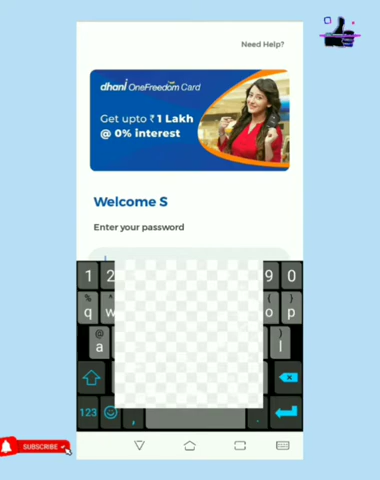 Need Help?
dhani OneFreedom Card
Get upto ₹ 1 Lakh
@ 0% interest
Welcome S
Enter your password
1 2 9 0
% ^ { }
q w o p
@ )
a l
123 , .
SUBSCRIBE